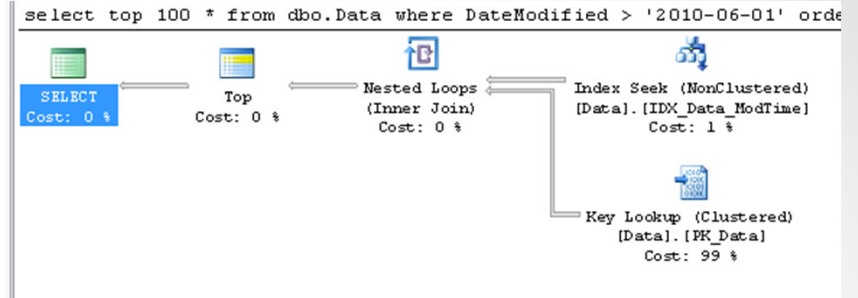 select top 100 * from dbo.Data where DateModified > '2010-06-01'
SELECT
Cost: 0 %
Top
Cost: 0 %
Nested Loops
(Inner Join)
Cost: 0 %
Index Seek (NonClustered)
[Data].[IDX_Data_ModTime]
Cost: 1 %
Key Lookup (Clustered)
[Data].[PK_Data]
Cost: 99 %